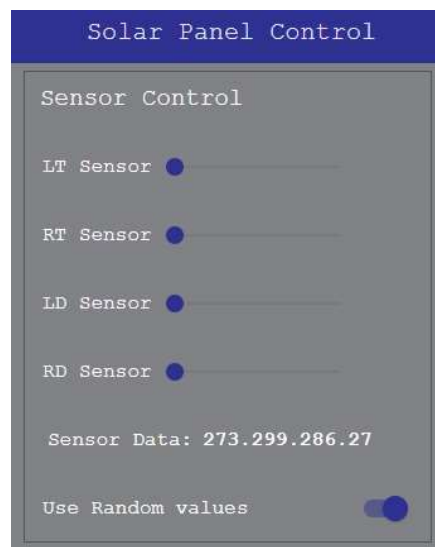 Solar Panel Control
Sensor Control
LT Sensor
RT Sensor
LD Sensor
RD Sensor
Sensor Data: 273.299.286.27
Use Random values